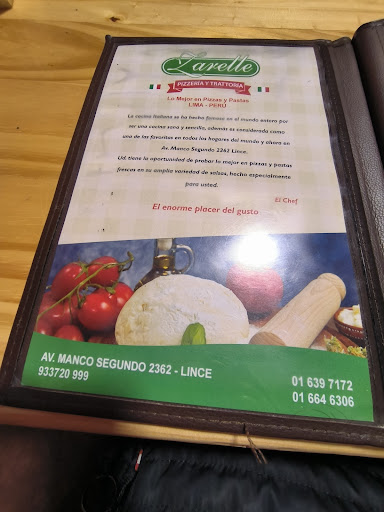 Larelle
PIZZERÍA Y TRATTORIA
Lo Mejor en Pizzas y Pastas
LIMA - PERÚ
La cocina Italiana se ha hecho famosa en el mundo entero por
ser una cocina sana y sencilla, además es considerada como
una de las favoritas en todos los hogares del mundo y ahora en
Av. Manco Segundo 2263 Lince.
Ud. tiene la oportunidad de probar lo mejor en pizzas y pastas
frescas en su amplia variedad de salsas, hecho especialmente
para usted.
El Chef
El enorme placer del gusto
AV. MANCO SEGUNDO 2362 - LINCE
933720 999
01 639 7172
01 664 6306